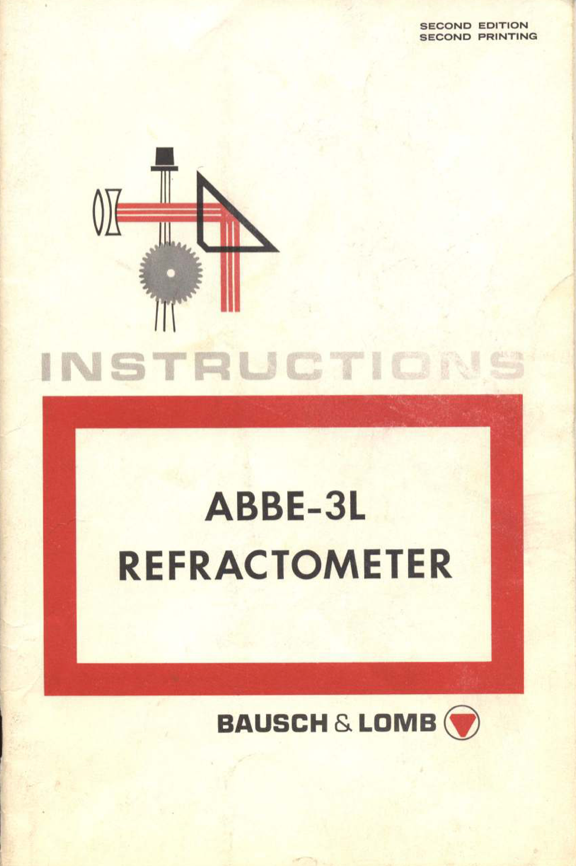 SECOND EDITION
SECOND PRINTING
INSTRUCTIONS
ABBE-3L
REFRACTOMETER
BAUSCH & LOMB